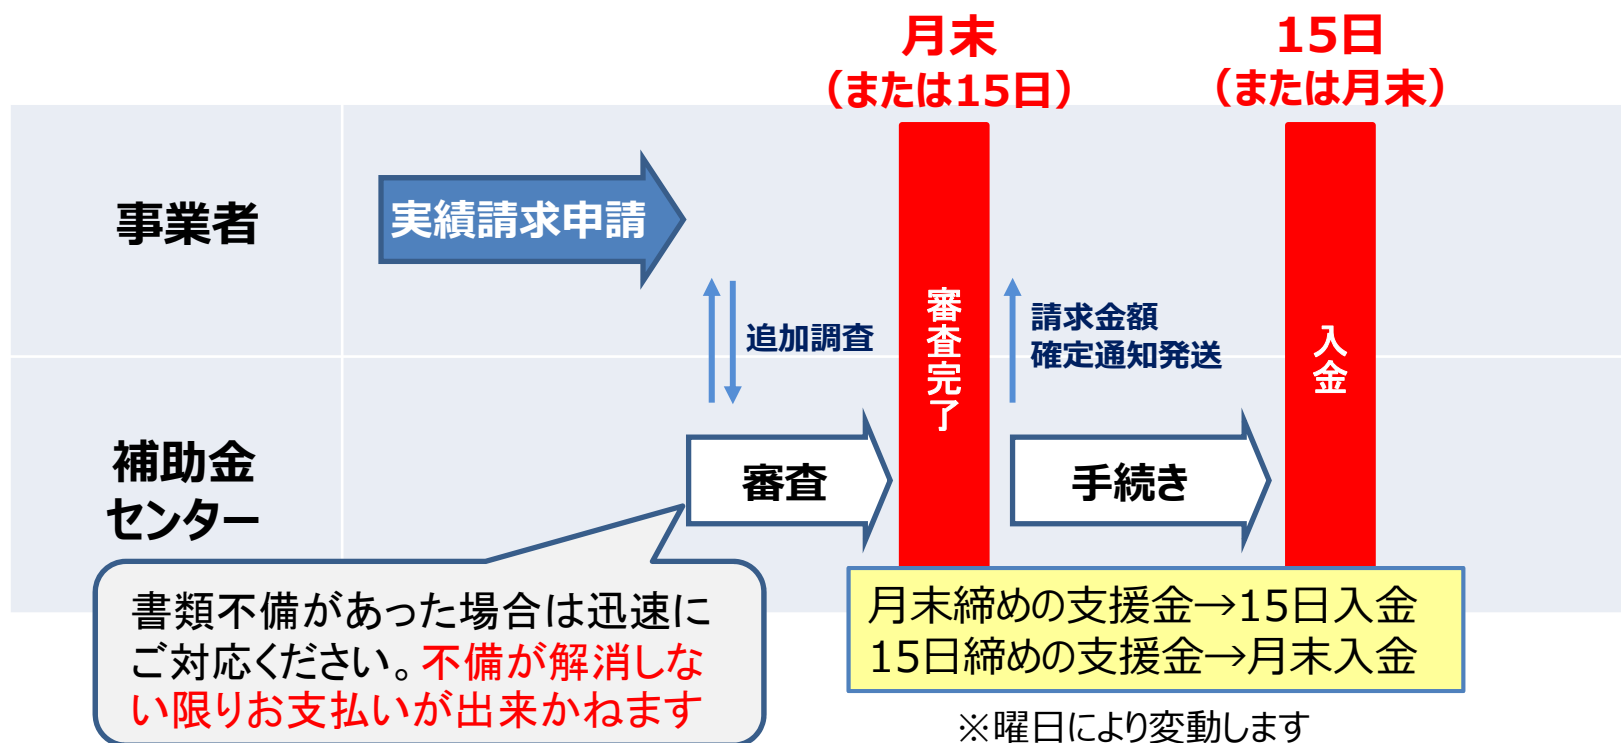 月末
（または15日）
15日
（または月末）
事業者
実績請求申請
追加調査
審査完了
請求金額
確定通知発送
入金
補助金
センター
審査
手続き
書類不備があった場合は迅速に
ご対応ください。不備が解消しな
い限りお支払いが出来かねます
月末締めの支援金→15日入金
15日締めの支援金→月末入金
※曜日により変動します